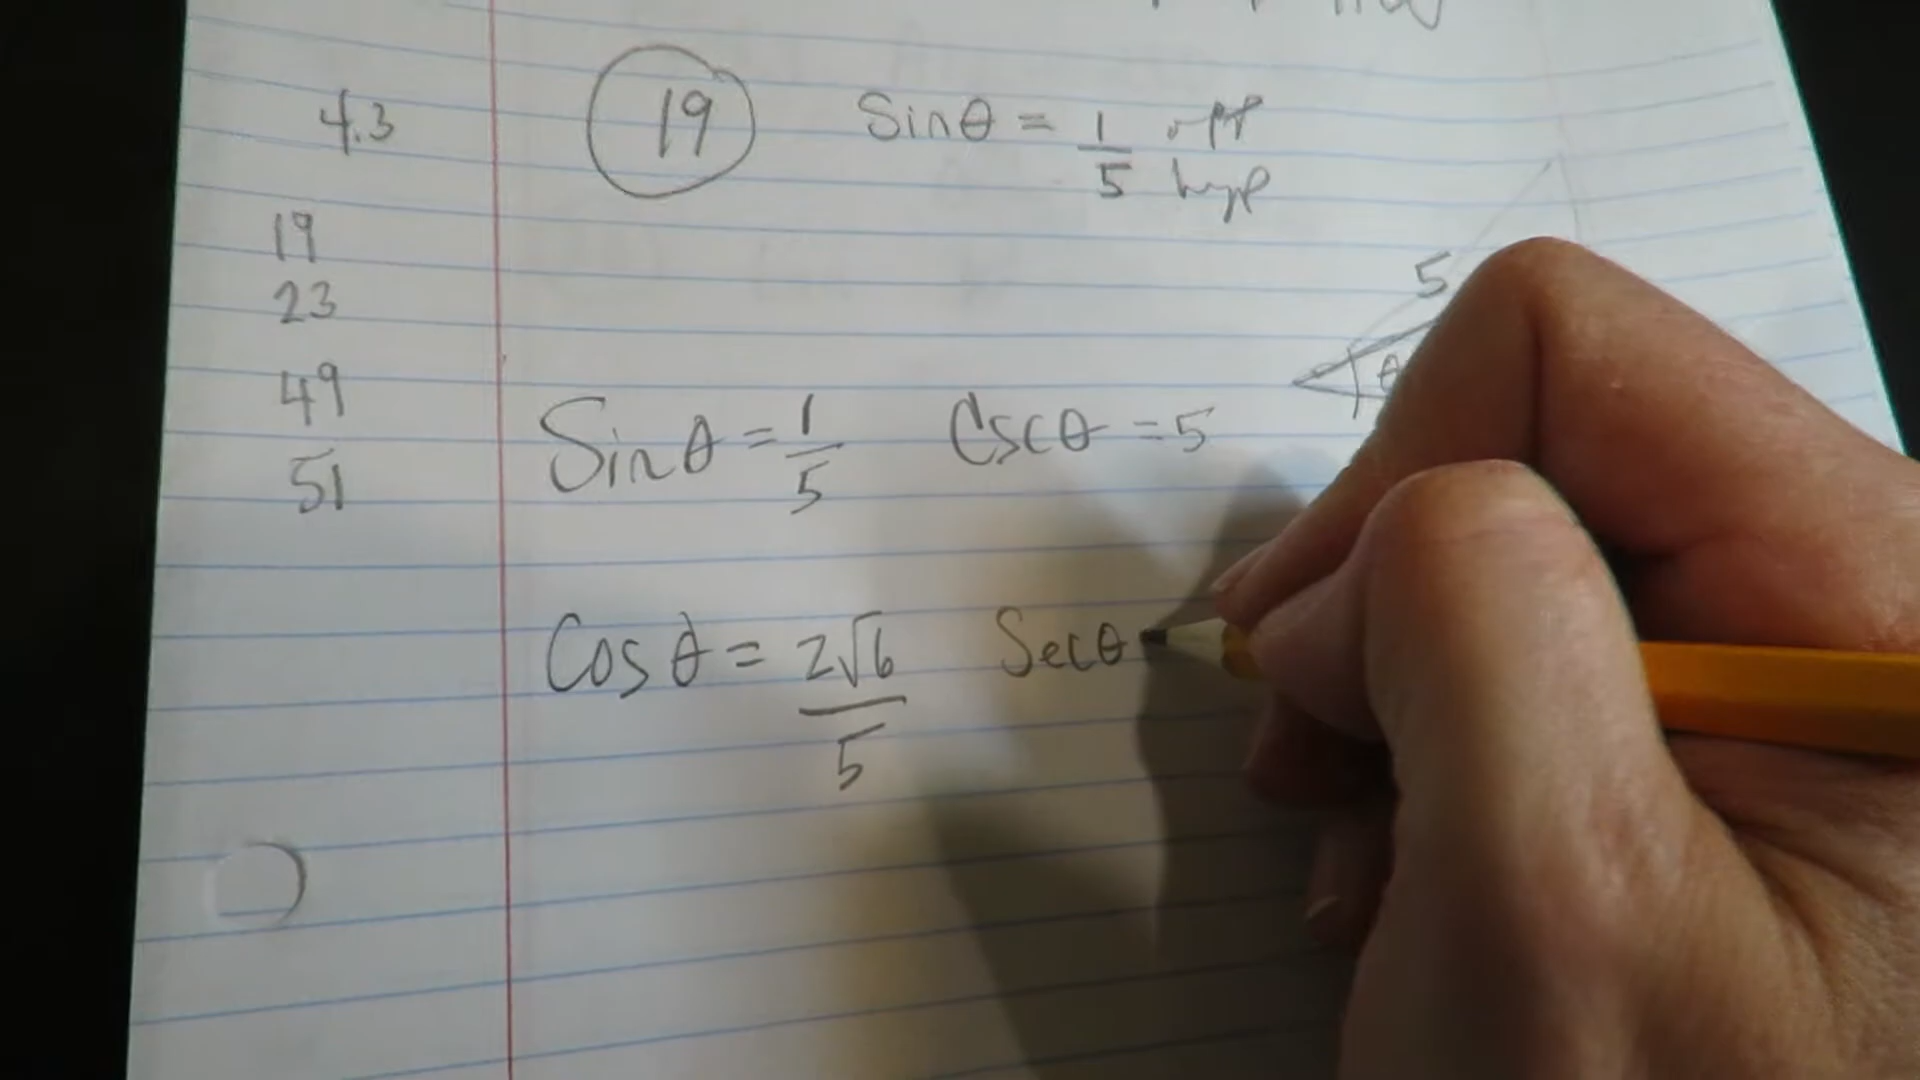 4.3
19 Sinθ = 1/5 opp/hyp
19
23
49
51
5
θ
Sinθ = 1/5 Cscθ = 5
Cosθ = 2√6/5 Secθ